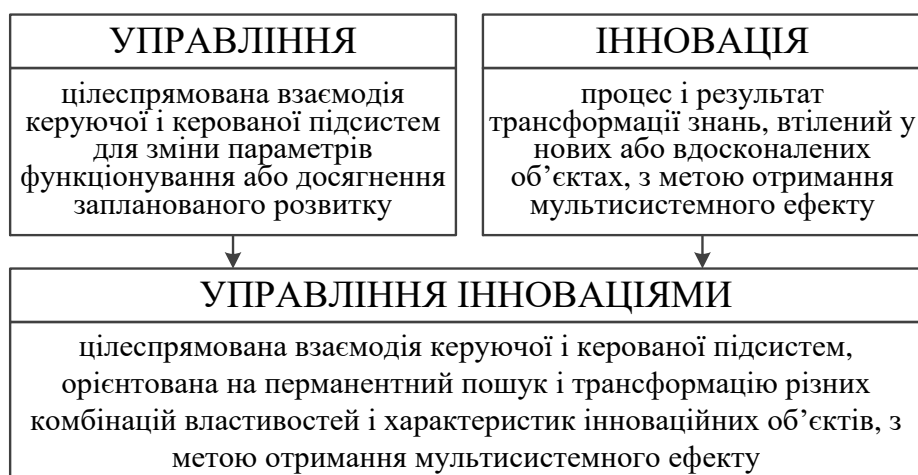 УПРАВЛІННЯ
цілеспрямована взаємодія
керуючої і керованої підсистем
для зміни параметрів
функціонування або досягнення
запланованого розвитку
ІННОВАЦІЯ
процес і результат
трансформації знань, втілений у
нових або вдосконалених
об’єктах, з метою отримання
мультисистемного ефекту
УПРАВЛІННЯ ІННОВАЦІЯМИ
цілеспрямована взаємодія керуючої і керованої підсистем,
орієнтована на перманентний пошук і трансформацію різних
комбінацій властивостей і характеристик інноваційних об’єктів, з
метою отримання мультисистемного ефекту